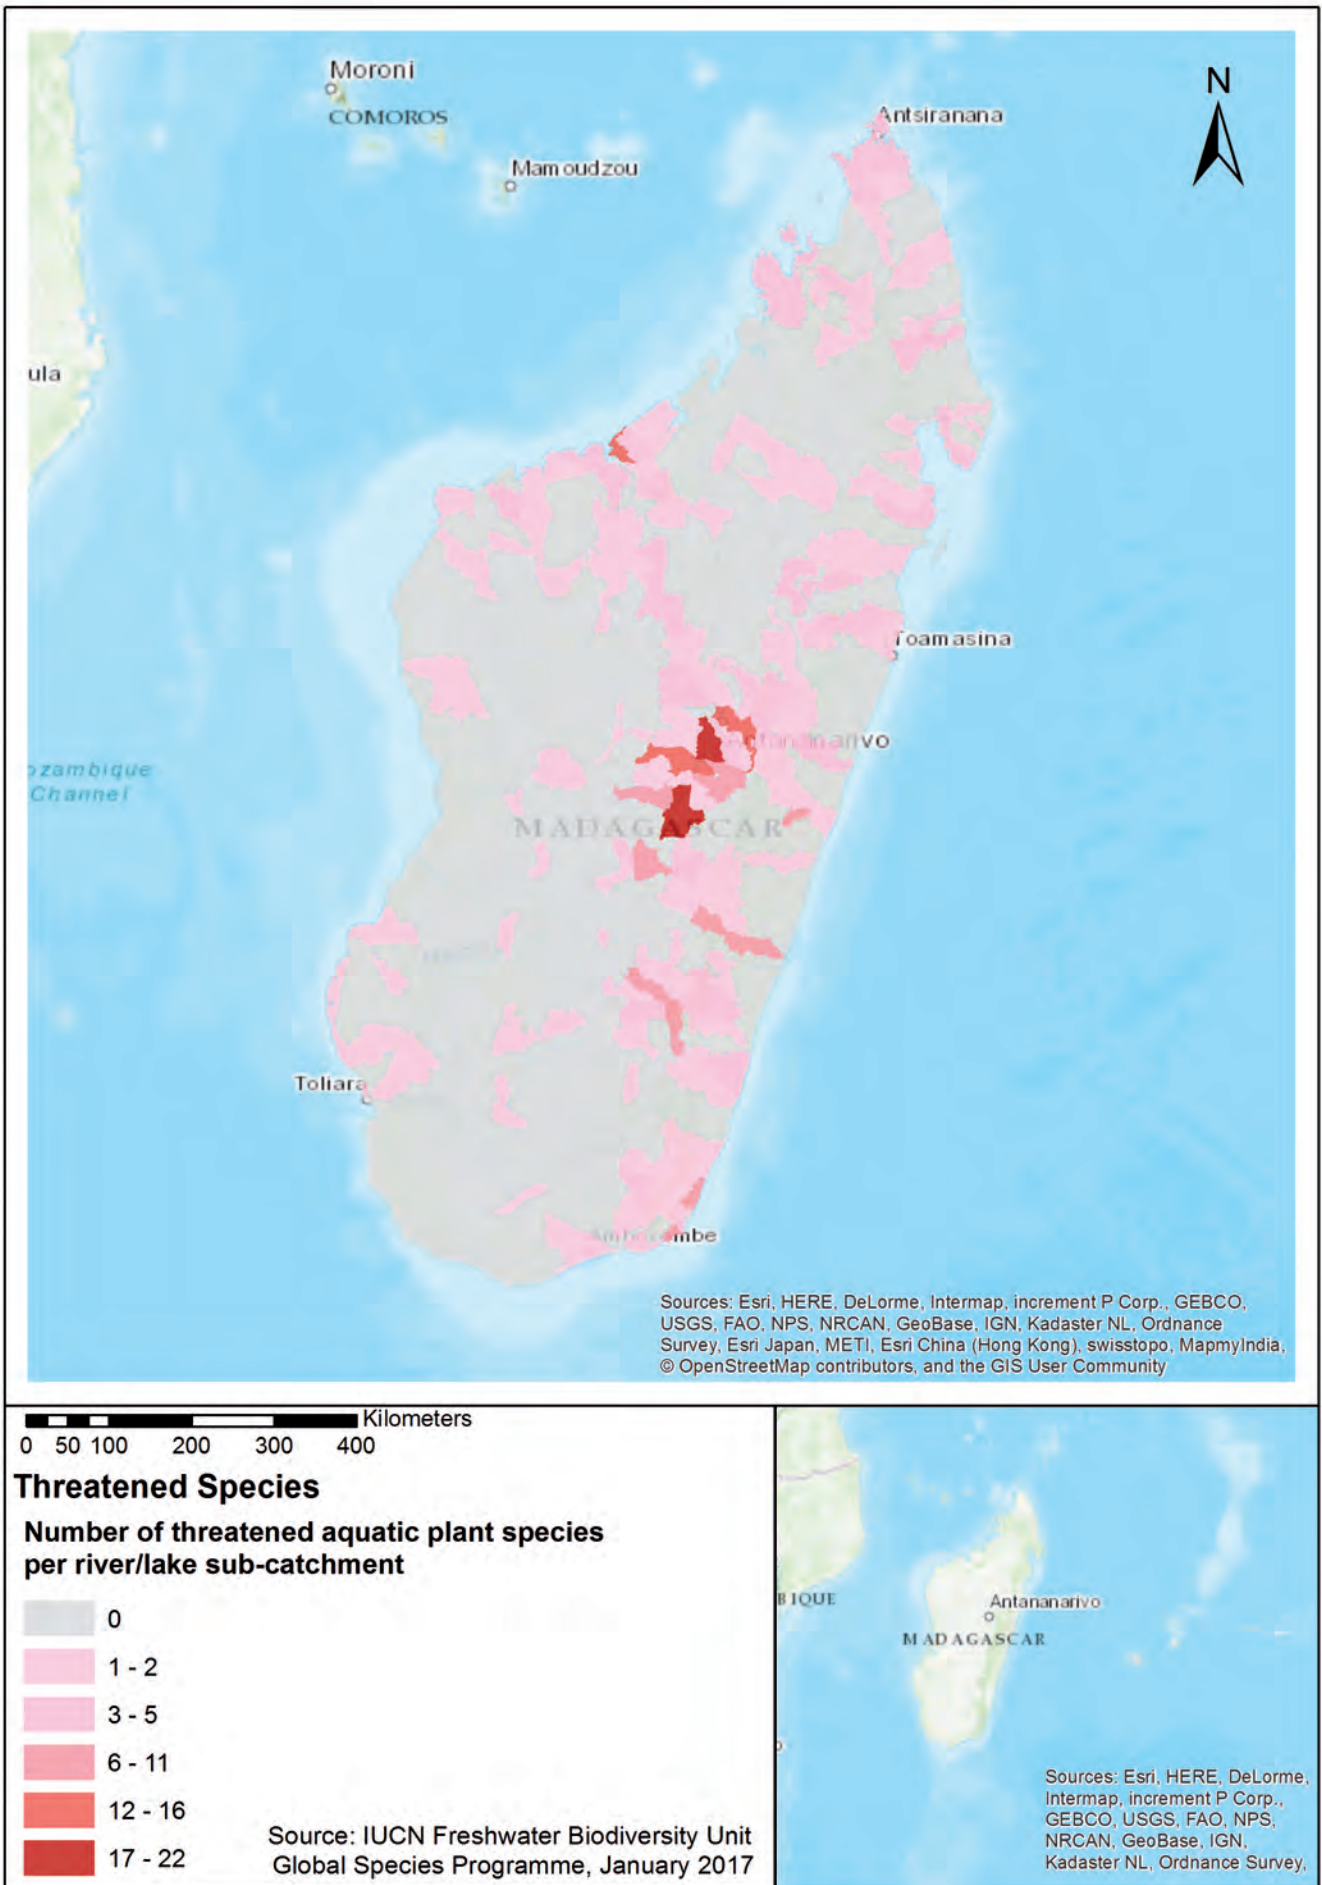 Moroni
COMOROS
N
Antsiranana
Mamoudzou
ula
Toamasina
Antananarivo
ozambique
Channel
MADAGASCAR
Toliara
mbe
Sources: Esri, HERE, DeLorme, Intermap, increment P Corp., GEBCO,
USGS, FAO, NPS, NRCAN, GeoBase, IGN, Kadaster NL, Ordnance
Survey, Esri Japan, METI, Esri China (Hong Kong), swisstopo, MapmyIndia,
© OpenStreetMap contributors, and the GIS User Community
Kilometers
0 50 100 200 300 400
Threatened Species
Number of threatened aquatic plant species
per river/lake sub-catchment
0
1 - 2
3 - 5
6 - 11
12 - 16
17 - 22
Source: IUCN Freshwater Biodiversity Unit
Global Species Programme, January 2017
BIQUE
Antananarivo
MADAGASCAR
Sources: Esri, HERE, DeLorme,
Intermap, increment P Corp.,
GEBCO, USGS, FAO, NPS,
NRCAN, GeoBase, IGN,
Kadaster NL, Ordnance Survey,